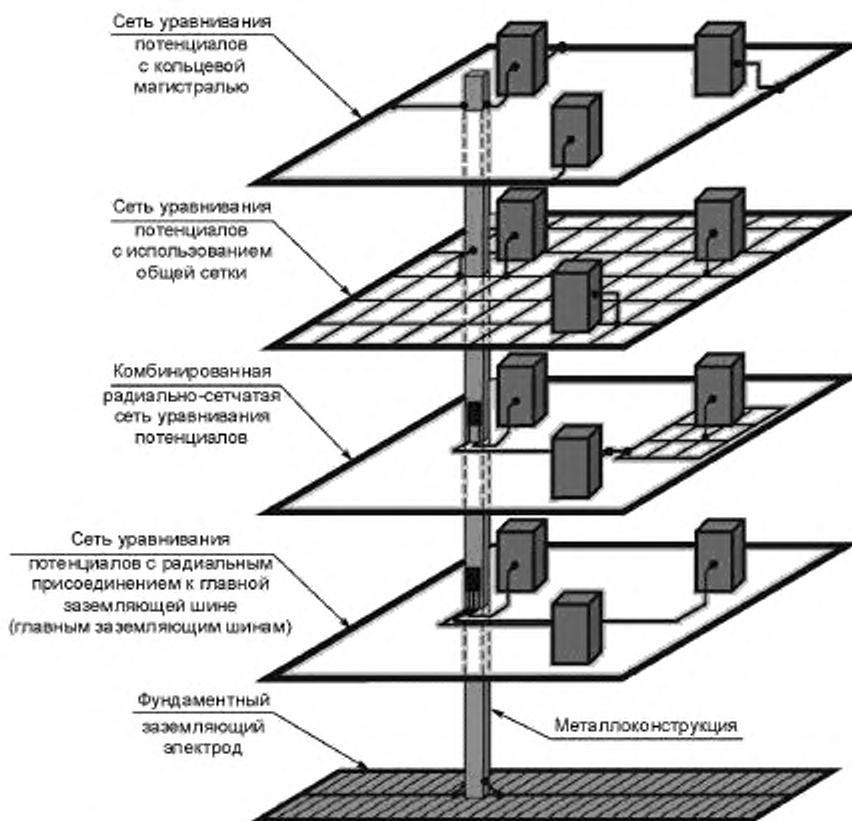 Сеть уравнивания
потенциалов
с кольцевой
магистралью
Сеть уравнивания
потенциалов
с использованием
общей сетки
Комбинированная
радиально-сетчатая
сеть уравнивания
потенциалов
Сеть уравнивания
потенциалов с радиальным
присоединением к главной
заземляющей шине
(главным заземляющим шинам)
Фундаментный
заземляющий
электрод
Металлоконструкция